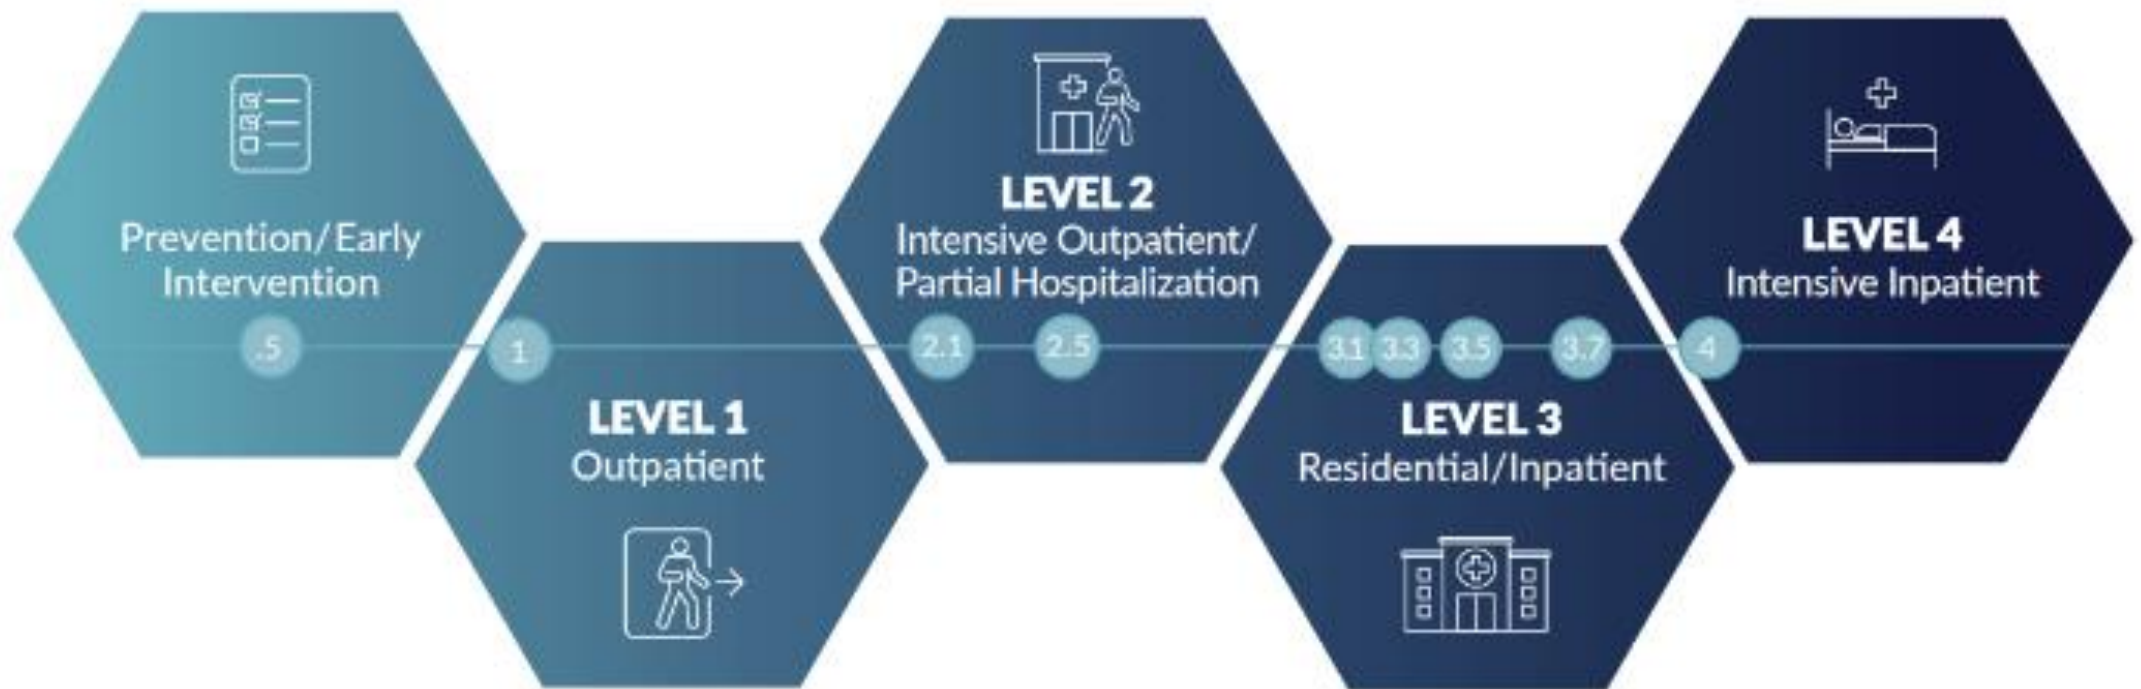 Prevention/Early
Intervention
.5
1
LEVEL 1
Outpatient
LEVEL 2
Intensive Outpatient/
Partial Hospitalization
2.1 2.5
3.1 3.3 3.5 3.7
LEVEL 3
Residential/Inpatient
LEVEL 4
Intensive Inpatient
4